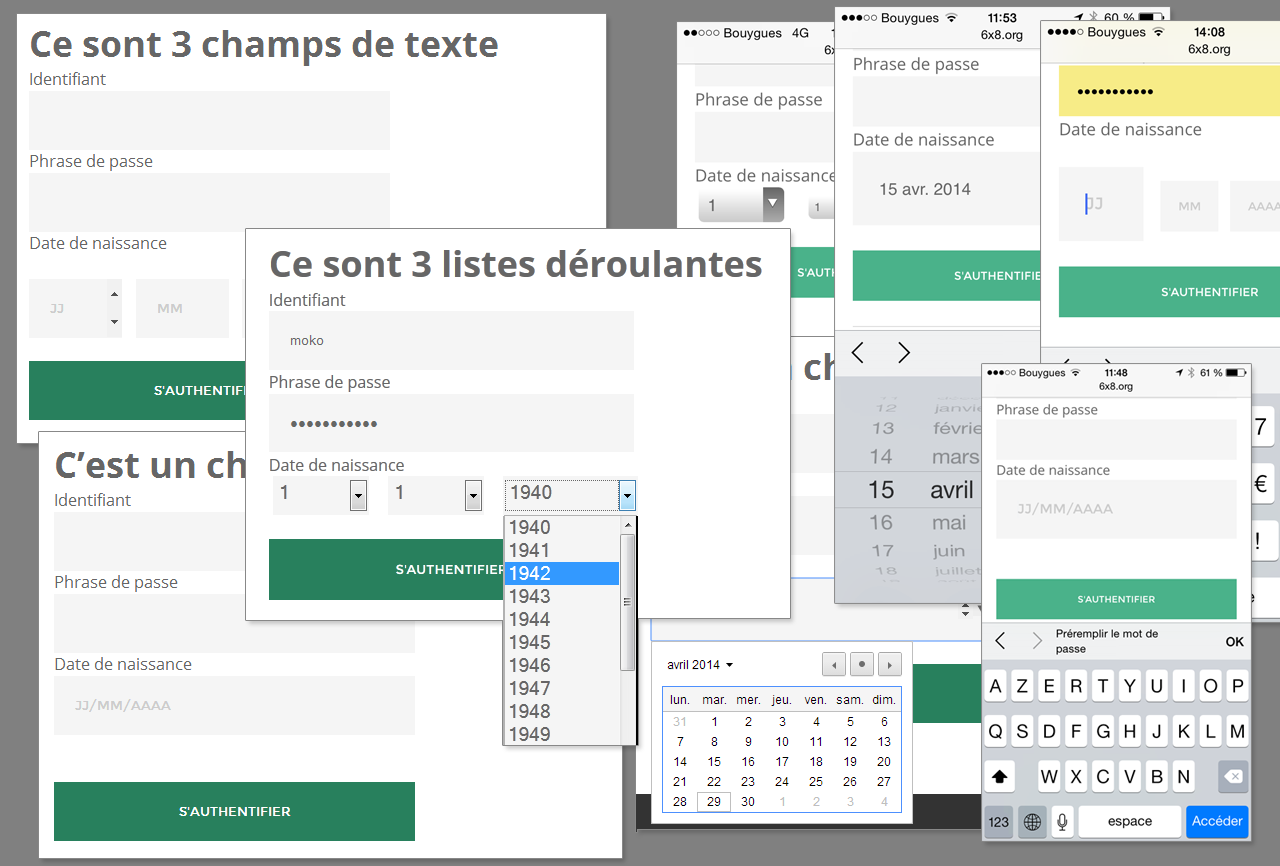 Ce sont 3 champs de texte
Identifiant
Phrase de passe
Date de naissance
JJ
MM
S'AUTHENTIFI
C'est un ch
Identifiant
Phrase de passe
Date de naissance
JJ/MM/AAAA
S'AUTHENTIFIER
Ce sont 3 listes déroulantes
Identifiant
moko
Phrase de passe
•••••••••••
Date de naissance
1
1
1940
S'AUTHENTIFIER
1940
1941
1942
1943
1944
1945
1946
1947
1948
1949
Bouygues 4G
Phrase de passe
Date de naissance
1
1
S'AUT
ch
avril 2014
lun. mar. mer. jeu. ven. sam. dim.
31 1 2 3 4 5 6
7 8 9 10 11 12 13
14 15 16 17 18 19 20
21 22 23 24 25 26 27
28 29 30 1 2 3 4
Bouygues 11:53 60 %
6x8.org
Phrase de passe
Date de naissance
15 avr. 2014
S'AUTHENTIFIE
12 janvie
13 févrie
14 mars
15 avril
16 mai
17 juin
18 juillet
Bouygues 14:08
6x8.org
•••••••••••
Date de naissance
JJ
MM
AAAA
S'AUTHENTIFIER
7
€
!
Bouygues 11:48 61 %
6x8.org
Phrase de passe
Date de naissance
JJ/MM/AAAA
S'AUTHENTIFIER
Préremplir le mot de
passe
OK
A Z E R T Y U I O P
Q S D F G H J K L M
W X C V B N
123 espace Accéder